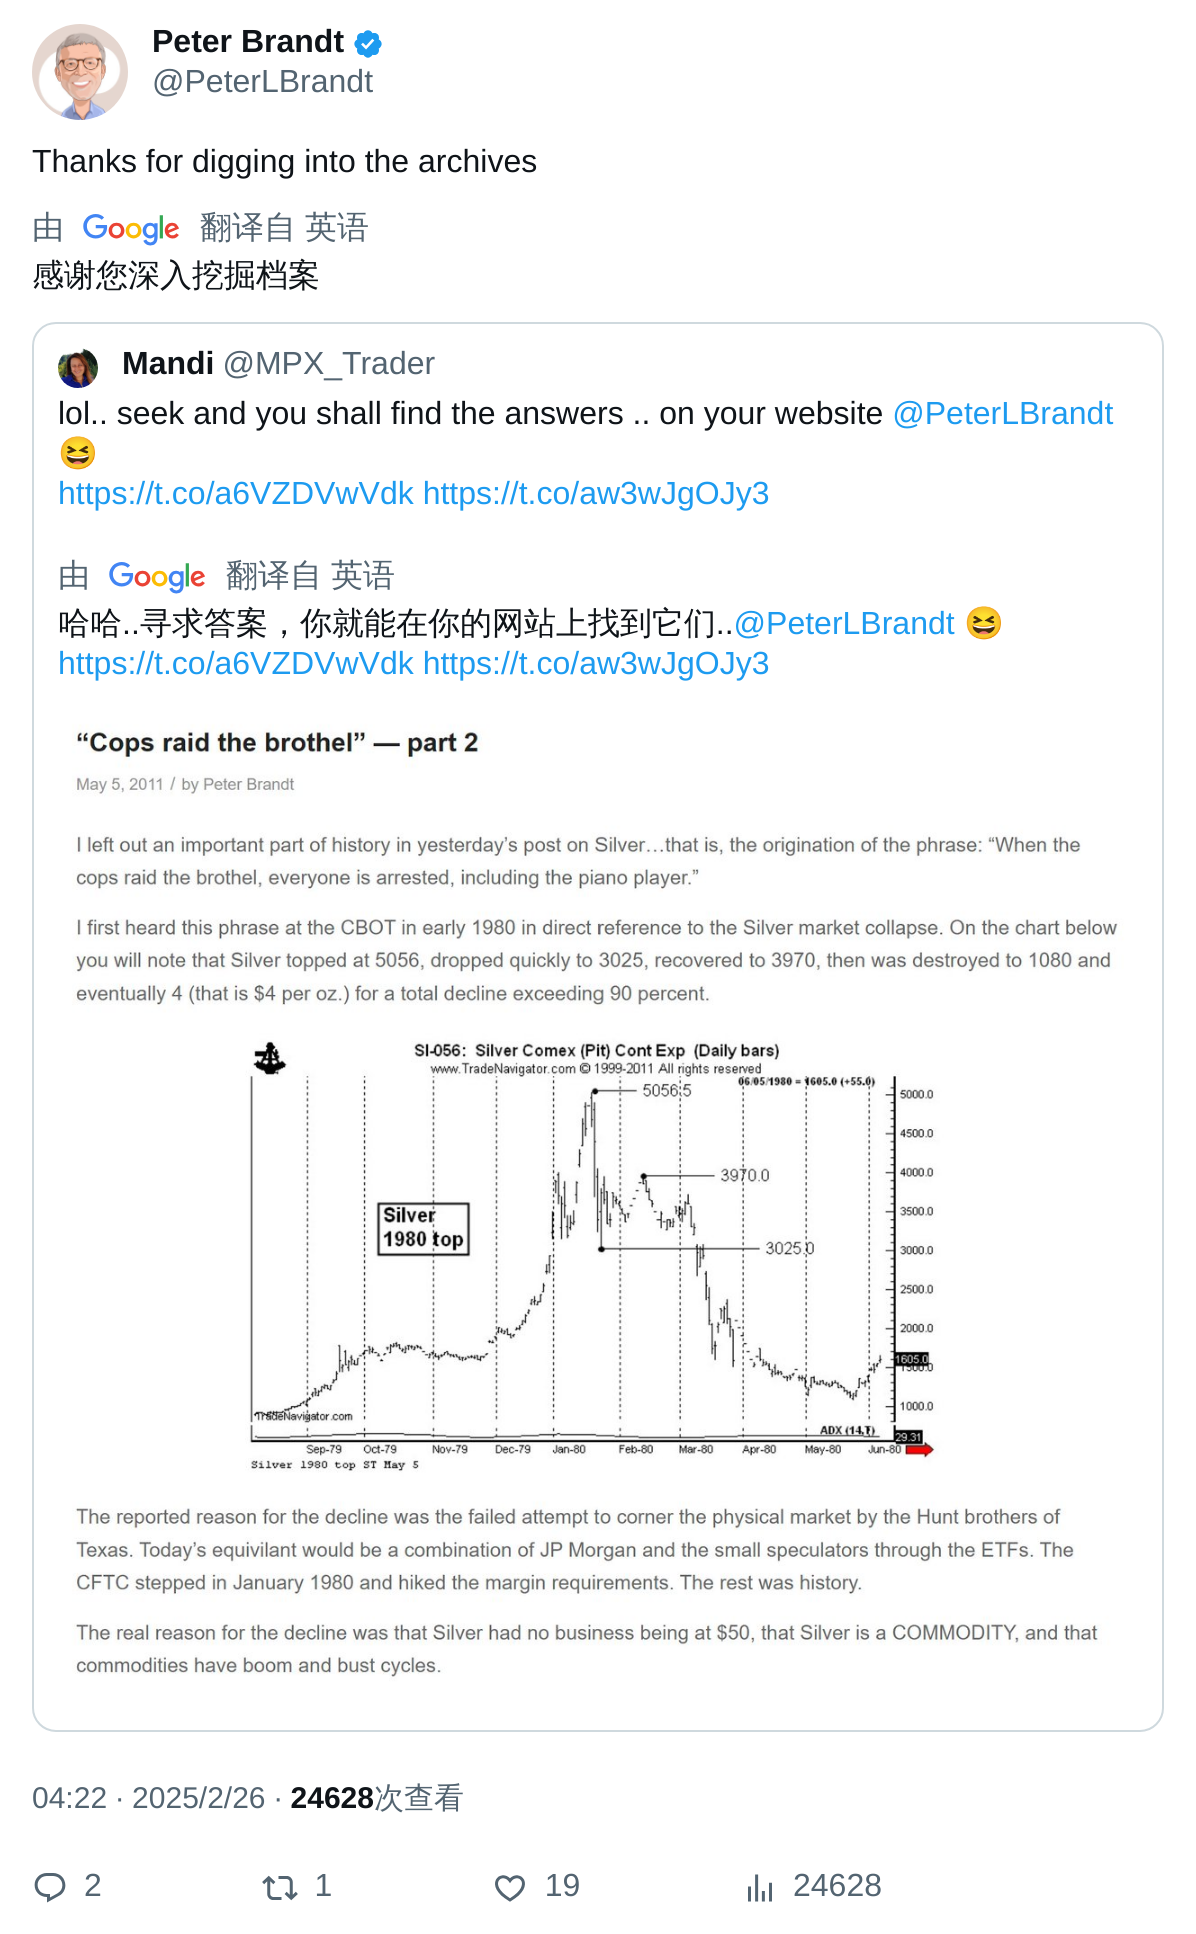 Peter Brandt
@PeterLBrandt
Thanks for digging into the archives
由 Google 翻译自 英语
感谢您深入挖掘档案
Mandi @MPX_Trader
lol.. seek and you shall find the answers .. on your website @PeterLBrandt
😆
https://t.co/a6VZDVwVdk https://t.co/aw3wJgOJy3
由 Google 翻译自 英语
哈哈..寻求答案，你就能在你的网站上找到它们..@PeterLBrandt 😆
https://t.co/a6VZDVwVdk https://t.co/aw3wJgOJy3
“Cops raid the brothel” — part 2
May 5, 2011 / by Peter Brandt
I left out an important part of history in yesterday’s post on Silver…that is, the origination of the phrase: “When the
cops raid the brothel, everyone is arrested, including the piano player.”
I first heard this phrase at the CBOT in early 1980 in direct reference to the Silver market collapse. On the chart below
you will note that Silver topped at 5056, dropped quickly to 3025, recovered to 3970, then was destroyed to 1080 and
eventually 4 (that is $4 per oz.) for a total decline exceeding 90 percent.
SI-056: Silver Comex (Pit) Cont Exp (Daily bars)
www.TradeNavigator.com © 1999-2011 All rights reserved
06/05/1980 = 1605.0 (+55.0)
5056.5
5000.0
4500.0
3970.0
4000.0
Silver
1980 top
3500.0
3025.0
3000.0
2500.0
2000.0
1605.0
1500.0
1000.0
TradeNavigator.com
ADX (14,T)
29.31
Sep-79 Oct-79 Nov-79 Dec-79 Jan-80 Feb-80 Mar-80 Apr-80 May-80 Jun-80
Silver 1980 top ST May 5
The reported reason for the decline was the failed attempt to corner the physical market by the Hunt brothers of
Texas. Today’s equivilant would be a combination of JP Morgan and the small speculators through the ETFs. The
CFTC stepped in January 1980 and hiked the margin requirements. The rest was history.
The real reason for the decline was that Silver had no business being at $50, that Silver is a COMMODITY, and that
commodities have boom and bust cycles.
04:22 · 2025/2/26 · 24628次查看
2 1 19 24628